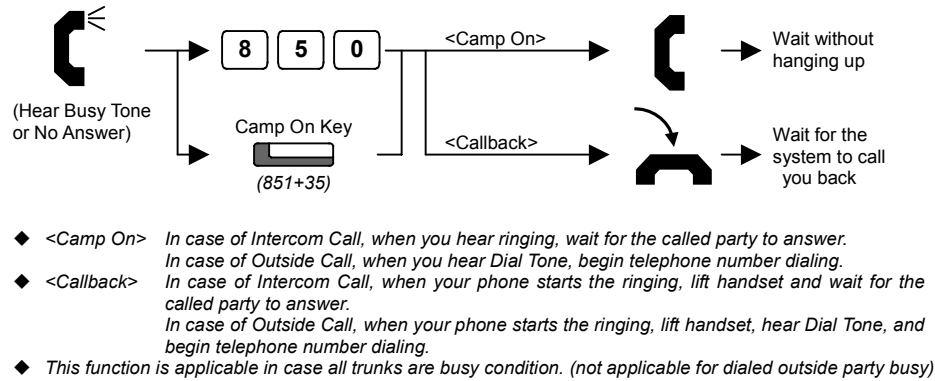 8 5 0
<Camp On>
Wait without
hanging up
(Hear Busy Tone
or No Answer)
Camp On Key
(851+35)
<Callback>
Wait for the
system to call
you back
◆ <Camp On> In case of Intercom Call, when you hear ringing, wait for the called party to answer.
In case of Outside Call, when you hear Dial Tone, begin telephone number dialing.
◆ <Callback> In case of Intercom Call, when your phone starts the ringing, lift handset and wait for the
called party to answer.
In case of Outside Call, when your phone starts the ringing, lift handset, hear Dial Tone, and
begin telephone number dialing.
◆ This function is applicable in case all trunks are busy condition. (not applicable for dialed outside party busy)